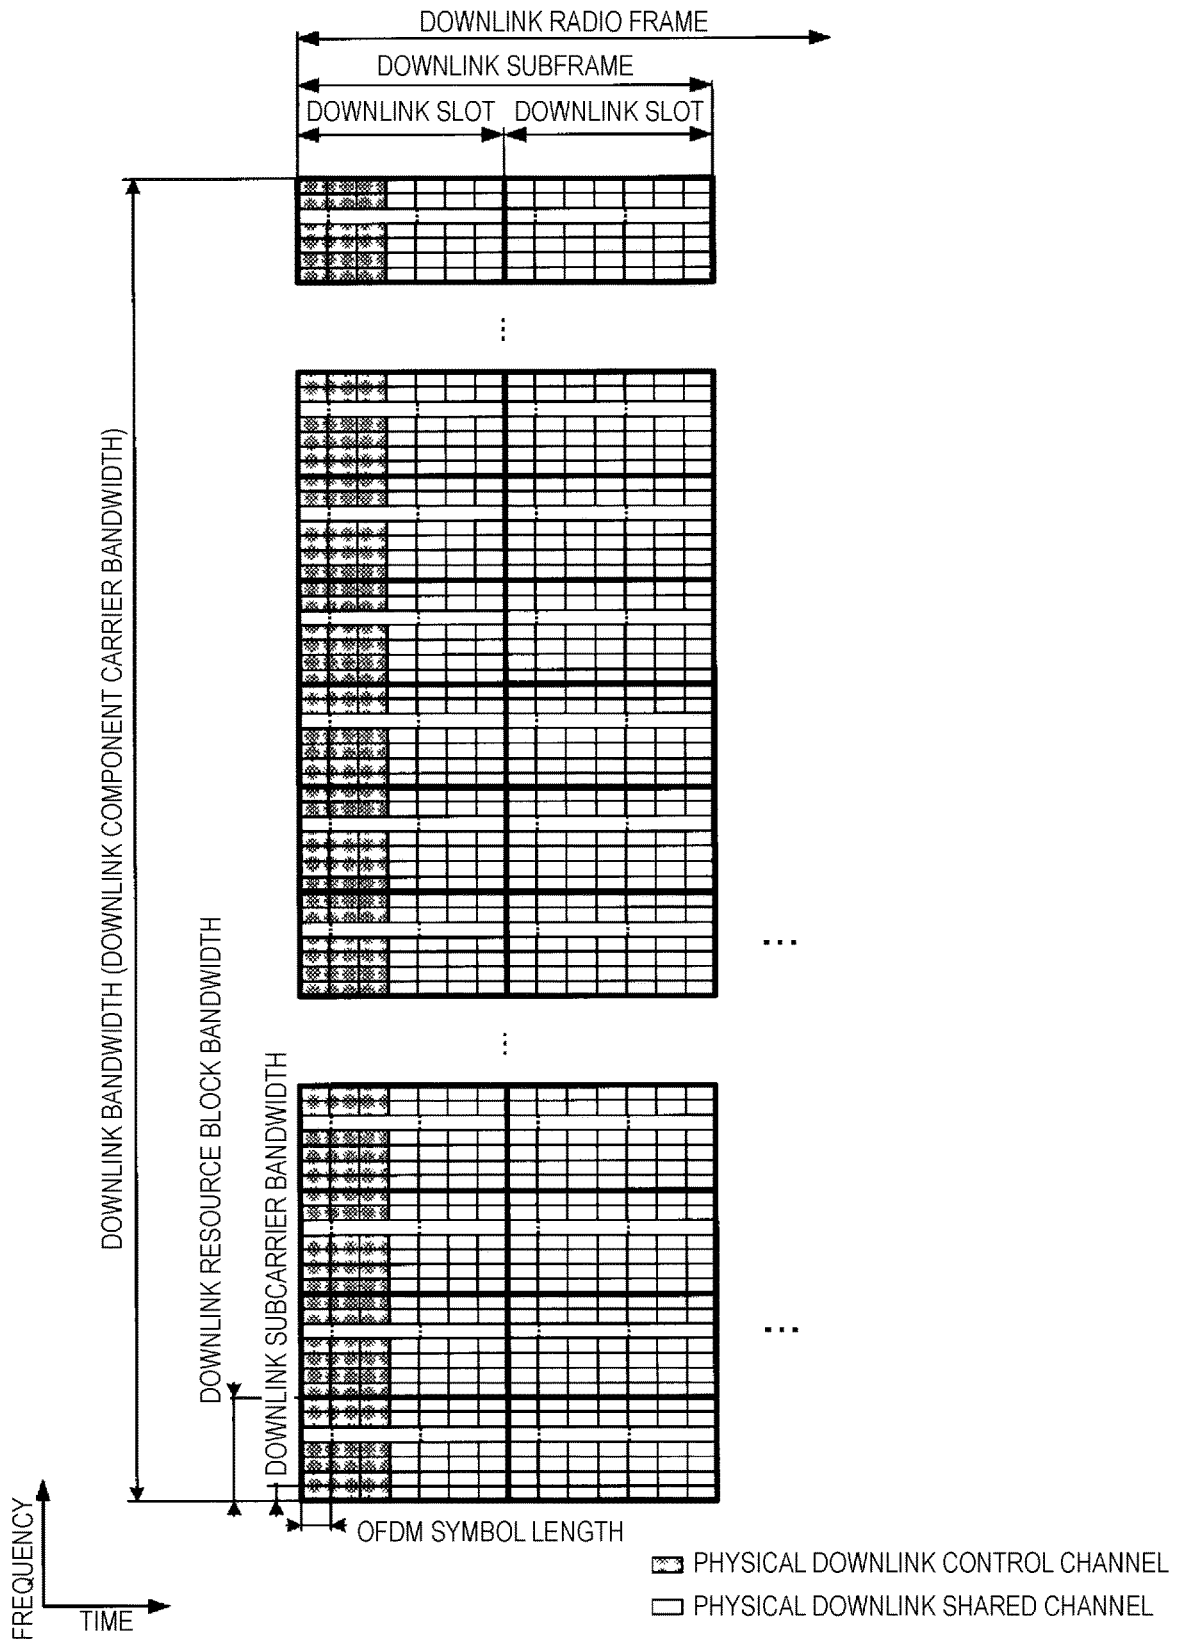 DOWNLINK RADIO FRAME
DOWNLINK SUBFRAME
DOWNLINK SLOT DOWNLINK SLOT
DOWNLINK BANDWIDTH (DOWNLINK COMPONENT CARRIER BANDWIDTH)
DOWNLINK RESOURCE BLOCK BANDWIDTH
DOWNLINK SUBCARRIER BANDWIDTH
OFDM SYMBOL LENGTH
FREQUENCY
TIME
PHYSICAL DOWNLINK CONTROL CHANNEL
PHYSICAL DOWNLINK SHARED CHANNEL